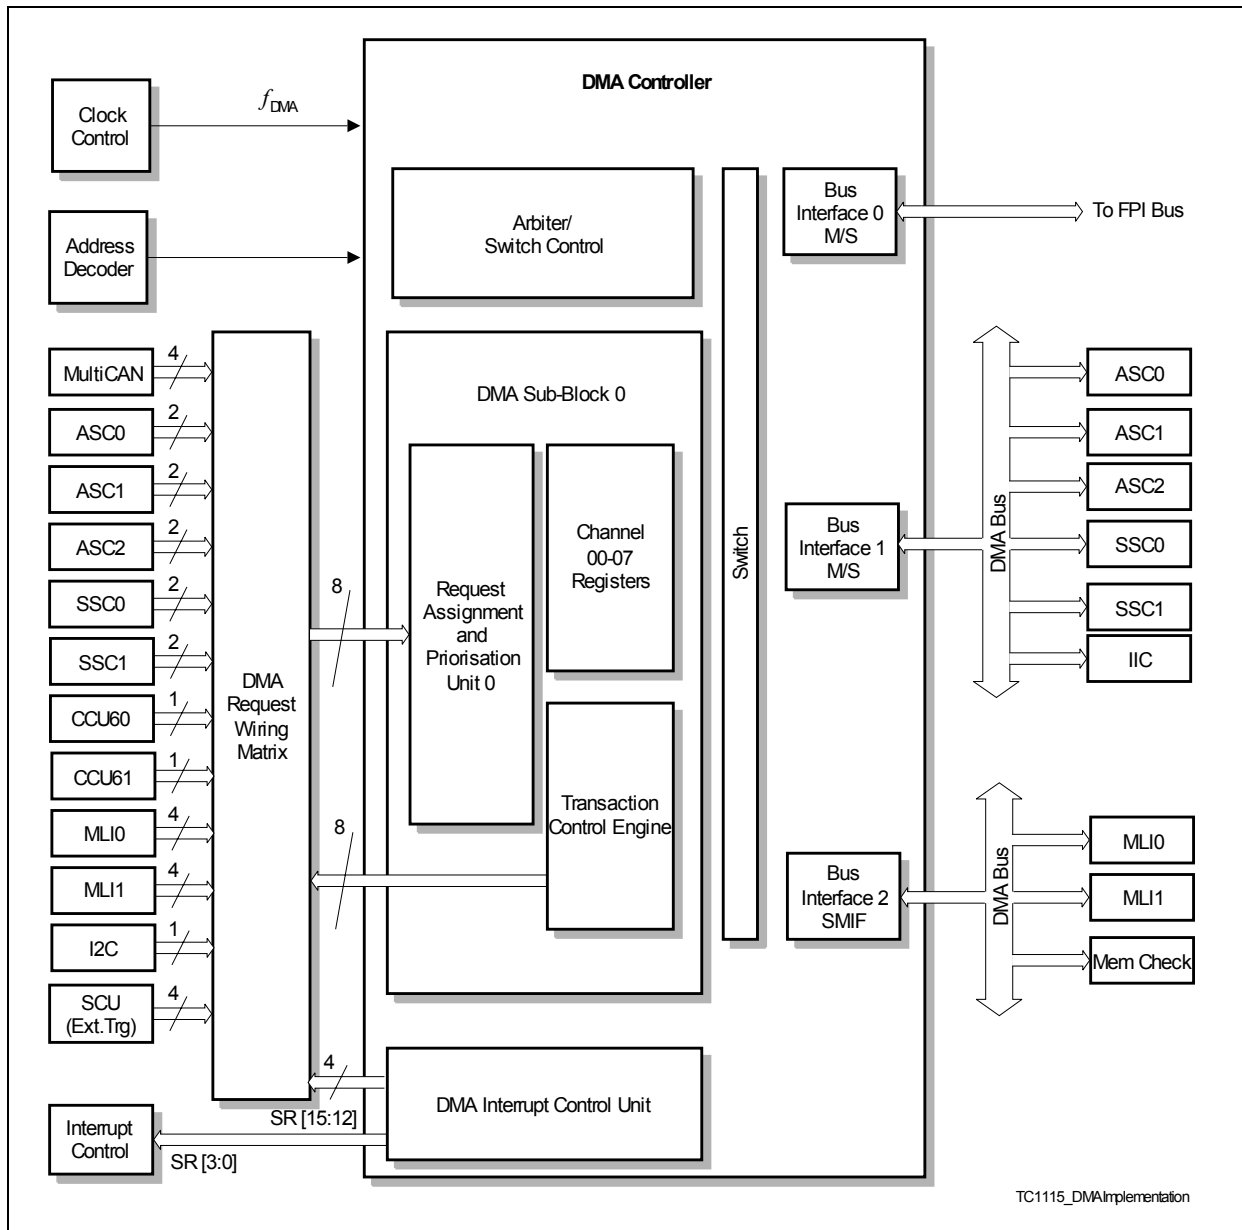 DMA Controller
Clock
Control
fDMA
Address
Decoder
Arbiter/
Switch Control
Bus
Interface 0
M/S
To FPI Bus
MultiCAN
4
ASC0
2
ASC1
2
ASC2
2
SSC0
2
SSC1
2
CCU60
1
CCU61
1
MLI0
4
MLI1
4
I2C
1
SCU
(Ext.Trg)
4
DMA
Request
Wiring
Matrix
8
8
DMA Sub-Block 0
Request
Assignment
and
Priorisation
Unit 0
Channel
00-07
Registers
Transaction
Control Engine
Switch
Bus
Interface 1
M/S
DMA Bus
ASC0
ASC1
ASC2
SSC0
SSC1
IIC
Bus
Interface 2
SMIF
DMA Bus
MLI0
MLI1
Mem Check
4
SR [15:12]
DMA Interrupt Control Unit
Interrupt
Control
SR [3:0]
TC1115_DMAImplementation